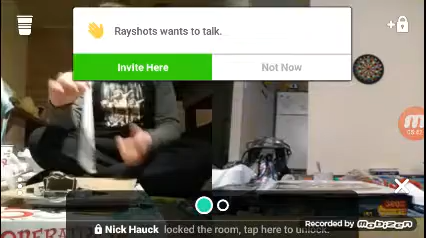 Rayshots wants to talk.
Invite Here
Not Now
Nick Hauck locked the room, tap here to unlock.
Recorded by Mobizen